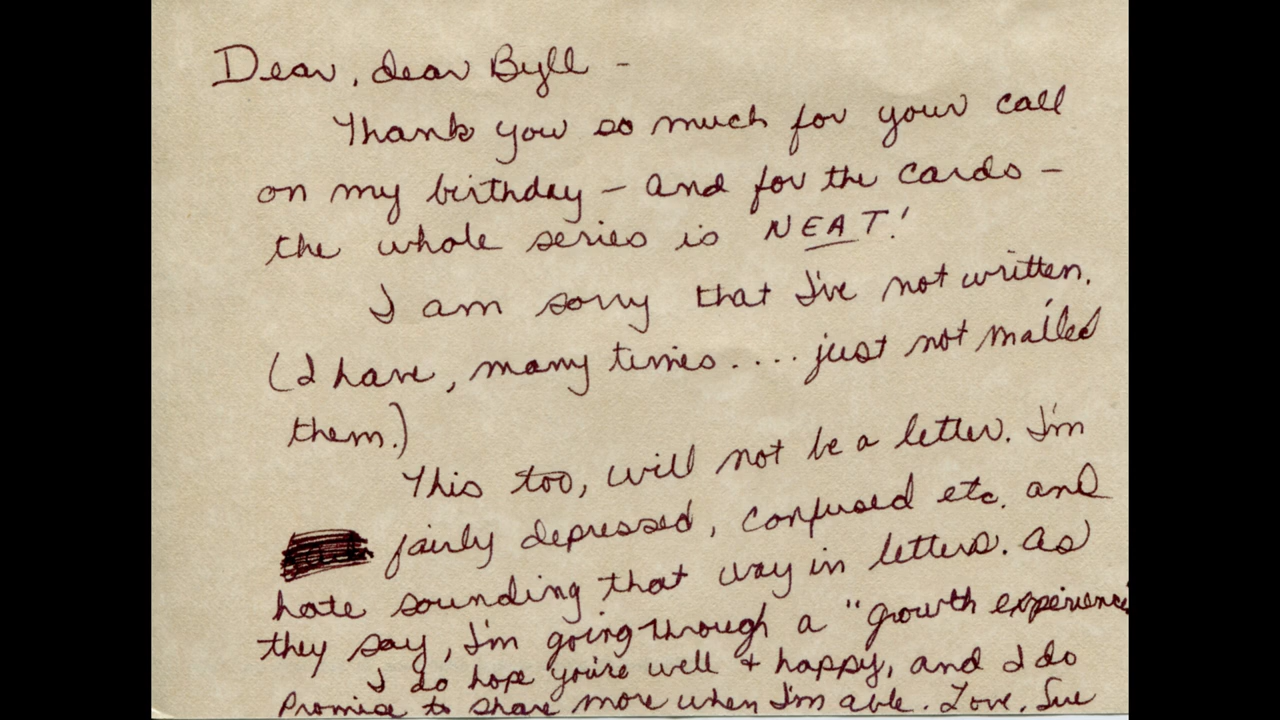 Dear, dear Byll -
Thank you so much for your call
on my birthday - and for the cards -
the whole series is NEAT!
I am sorry that I've not written.
(I have, many times .... just not mailed
them.)
This too, will not be a letter. I'm
fairly depressed, confused etc. and
hate sounding that way in letters. As
they say, I'm going through a "growth experience
I do hope you're well + happy, and I do
Promise to share more when I'm able. Love, Sue